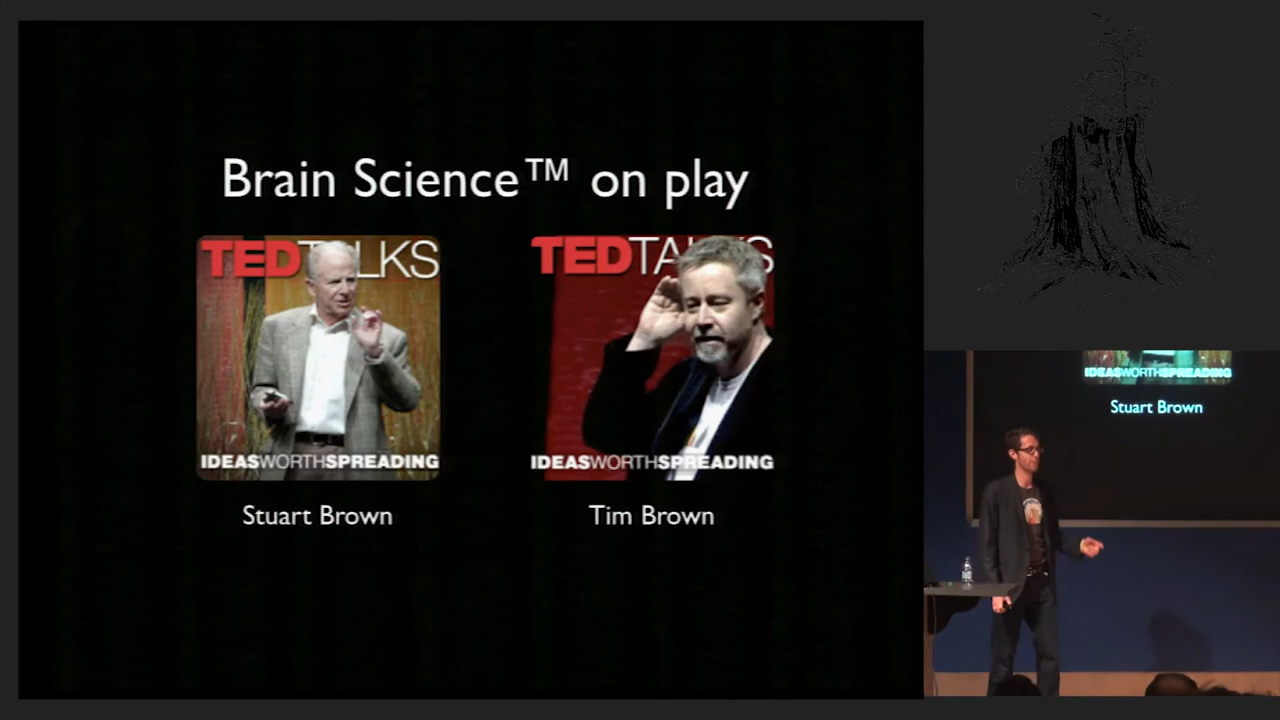 Brain Science™ on play
TEDTALKS
IDEASWORTHSPREADING
Stuart Brown
TEDTALKS
IDEASWORTHSPREADING
Tim Brown
IDEASWORTHSPREADING
Stuart Brown